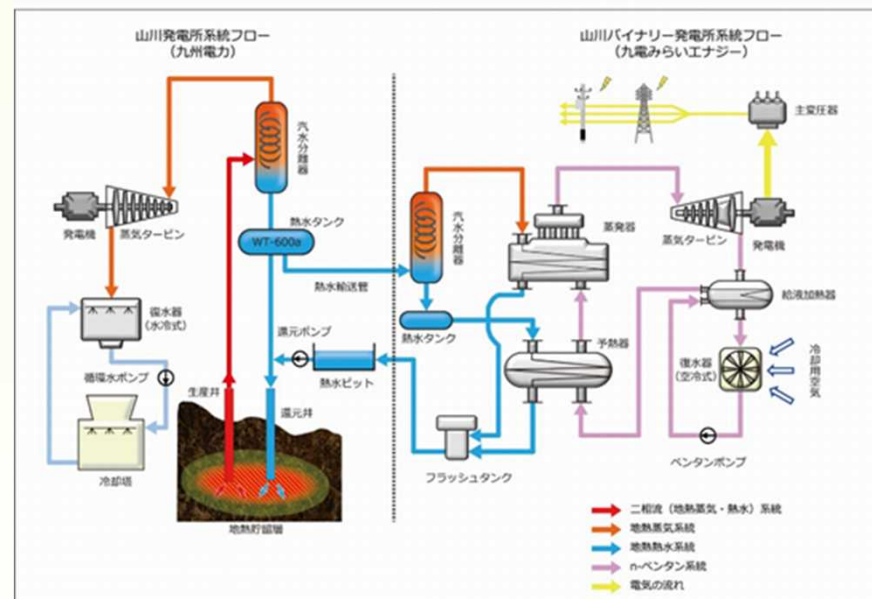 山川発電所系統フロー
(九州電力)
山川バイナリー発電所系統フロー
(九電みらいエナジー)
汽水分離器
発電機
蒸気タービン
熱水タンク
WT-600a
熱水輸送管
復水器
(水冷式)
循環水ポンプ
冷却塔
生産井
還元井
還元ポンプ
熱水ピット
地熱貯留層
汽水分離器
熱水タンク
蒸発器
予熱器
フラッシュタンク
主変圧器
蒸気タービン
発電機
給液加熱器
復水器
(空冷式)
冷却用空気
ペンタンポンプ
二相流（地熱蒸気・熱水）系統
地熱蒸気系統
地熱熱水系統
n-ペンタン系統
電気の流れ